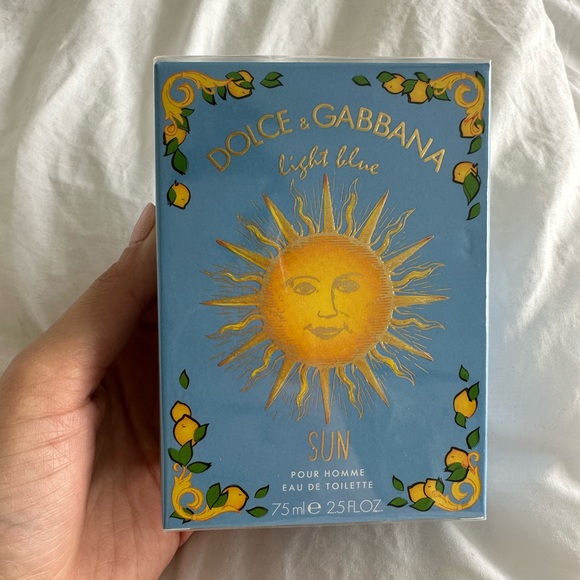 DOLCE & GABBANA
light blue
SUN
POUR HOMME
EAU DE TOILETTE
75 ml e 2.5 FL.OZ.